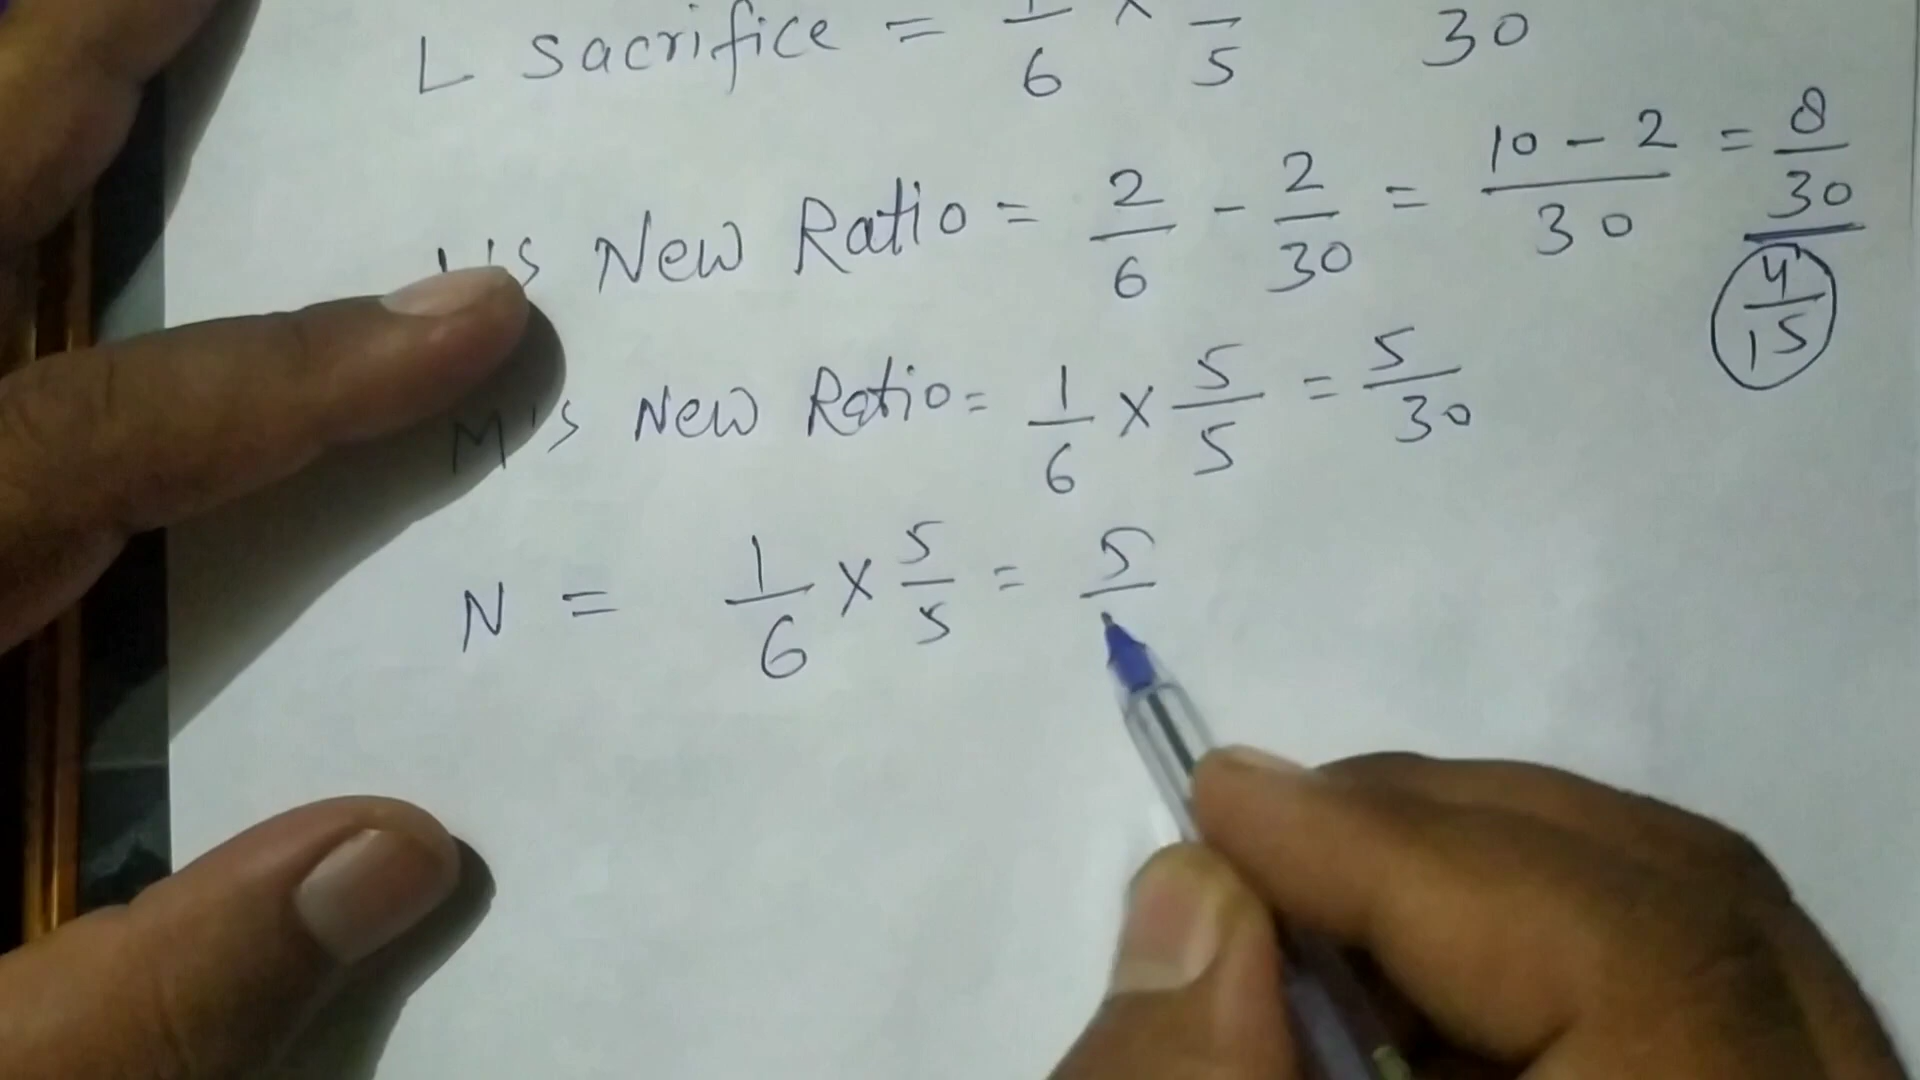 L sacrifice = 1/6 × /5 30
's New Ratio = 2/6 - 2/30 = 10 - 2/30 = 8/30
4/15
M's New Ratio = 1/6 × 5/5 = 5/30
N = 1/6 × 5/5 = 5/